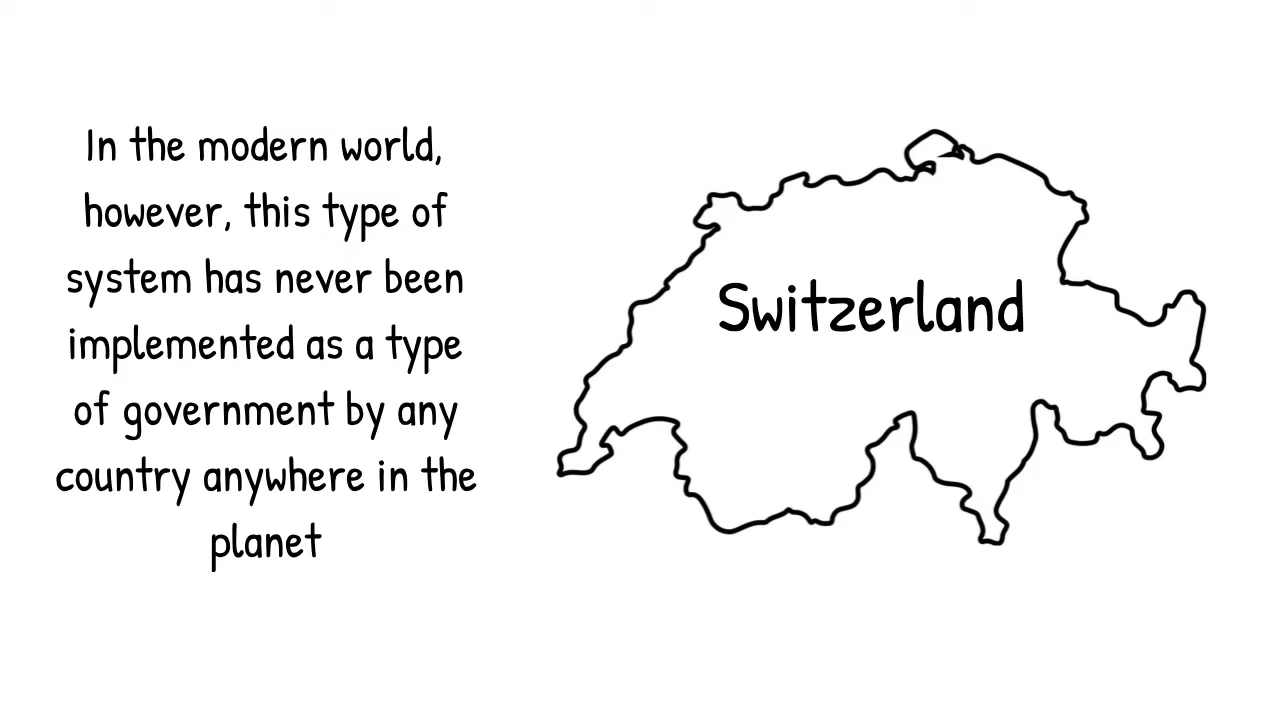 In the modern world,
however, this type of
system has never been
implemented as a type
of government by any
country anywhere in the
planet
Switzerland